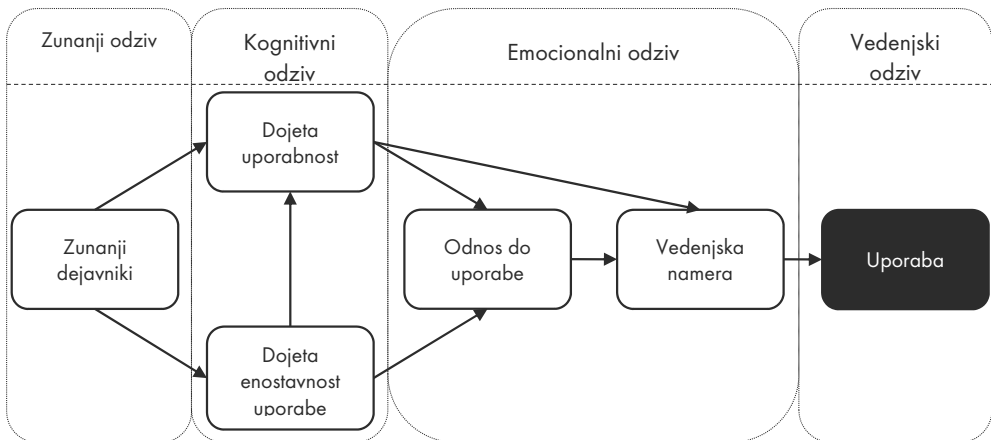 Zunanji odziv
Kognitivni
odziv
Emocionalni odziv
Vedenjski
odziv
Dojeta
uporabnost
Zunanji
dejavniki
Odnos do
uporabe
Vedenjska
namera
Uporaba
Dojeta
enostavnost
uporabe